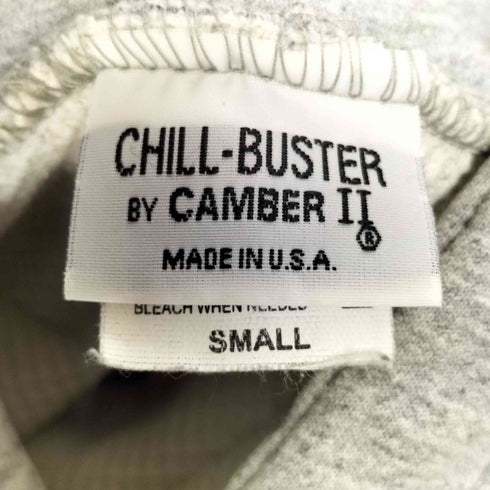 CHILL-BUSTER
BY CAMBER II®
MADE IN U.S.A.
BLEACH WHEN NEEDED
SMALL